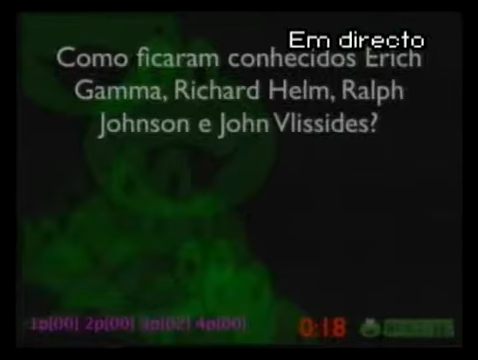 Em directo
Como ficaram conhecidos Erich
Gamma, Richard Helm, Ralph
Johnson e John Vlissides?
1p[00] 2p[00] 3p[02] 4p[00]
0:18